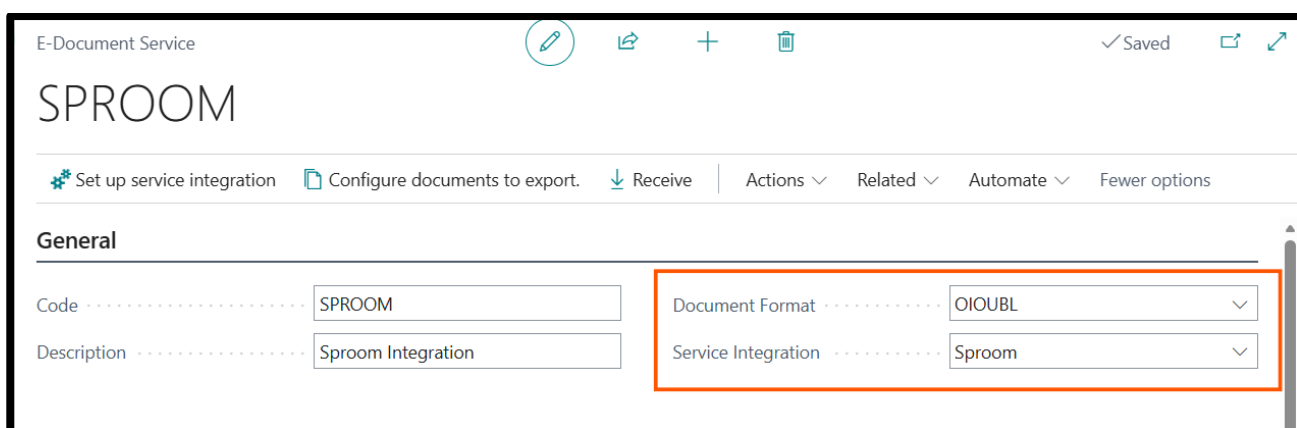 E-Document Service
Saved
SPROOM
Set up service integration Configure documents to export. Receive Actions Related Automate Fewer options
General
Code SPROOM Document Format OIOUBL
Description Sproom Integration Service Integration Sproom